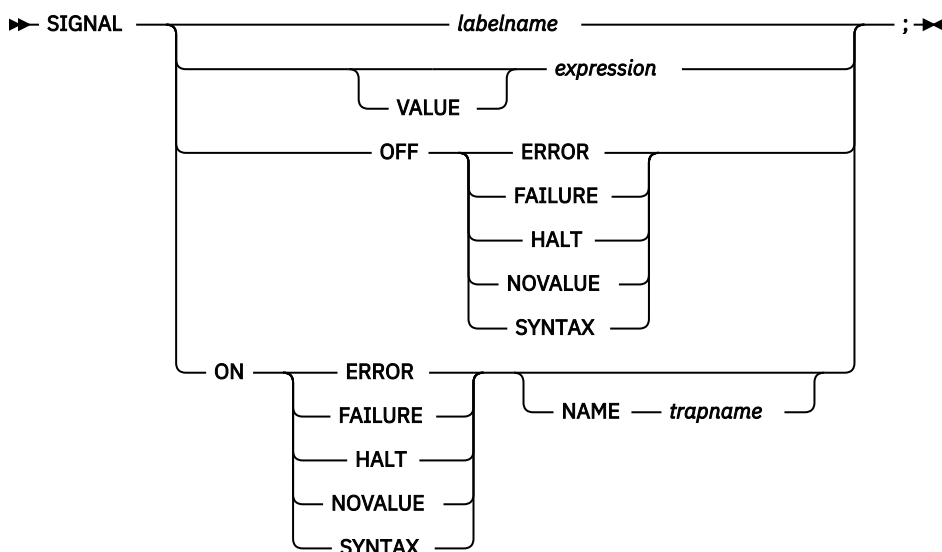 SIGNAL labelname ;
expression
VALUE
OFF ERROR
FAILURE
HALT
NOVALUE
SYNTAX
ON ERROR
NAME trapname
FAILURE
HALT
NOVALUE
SYNTAX